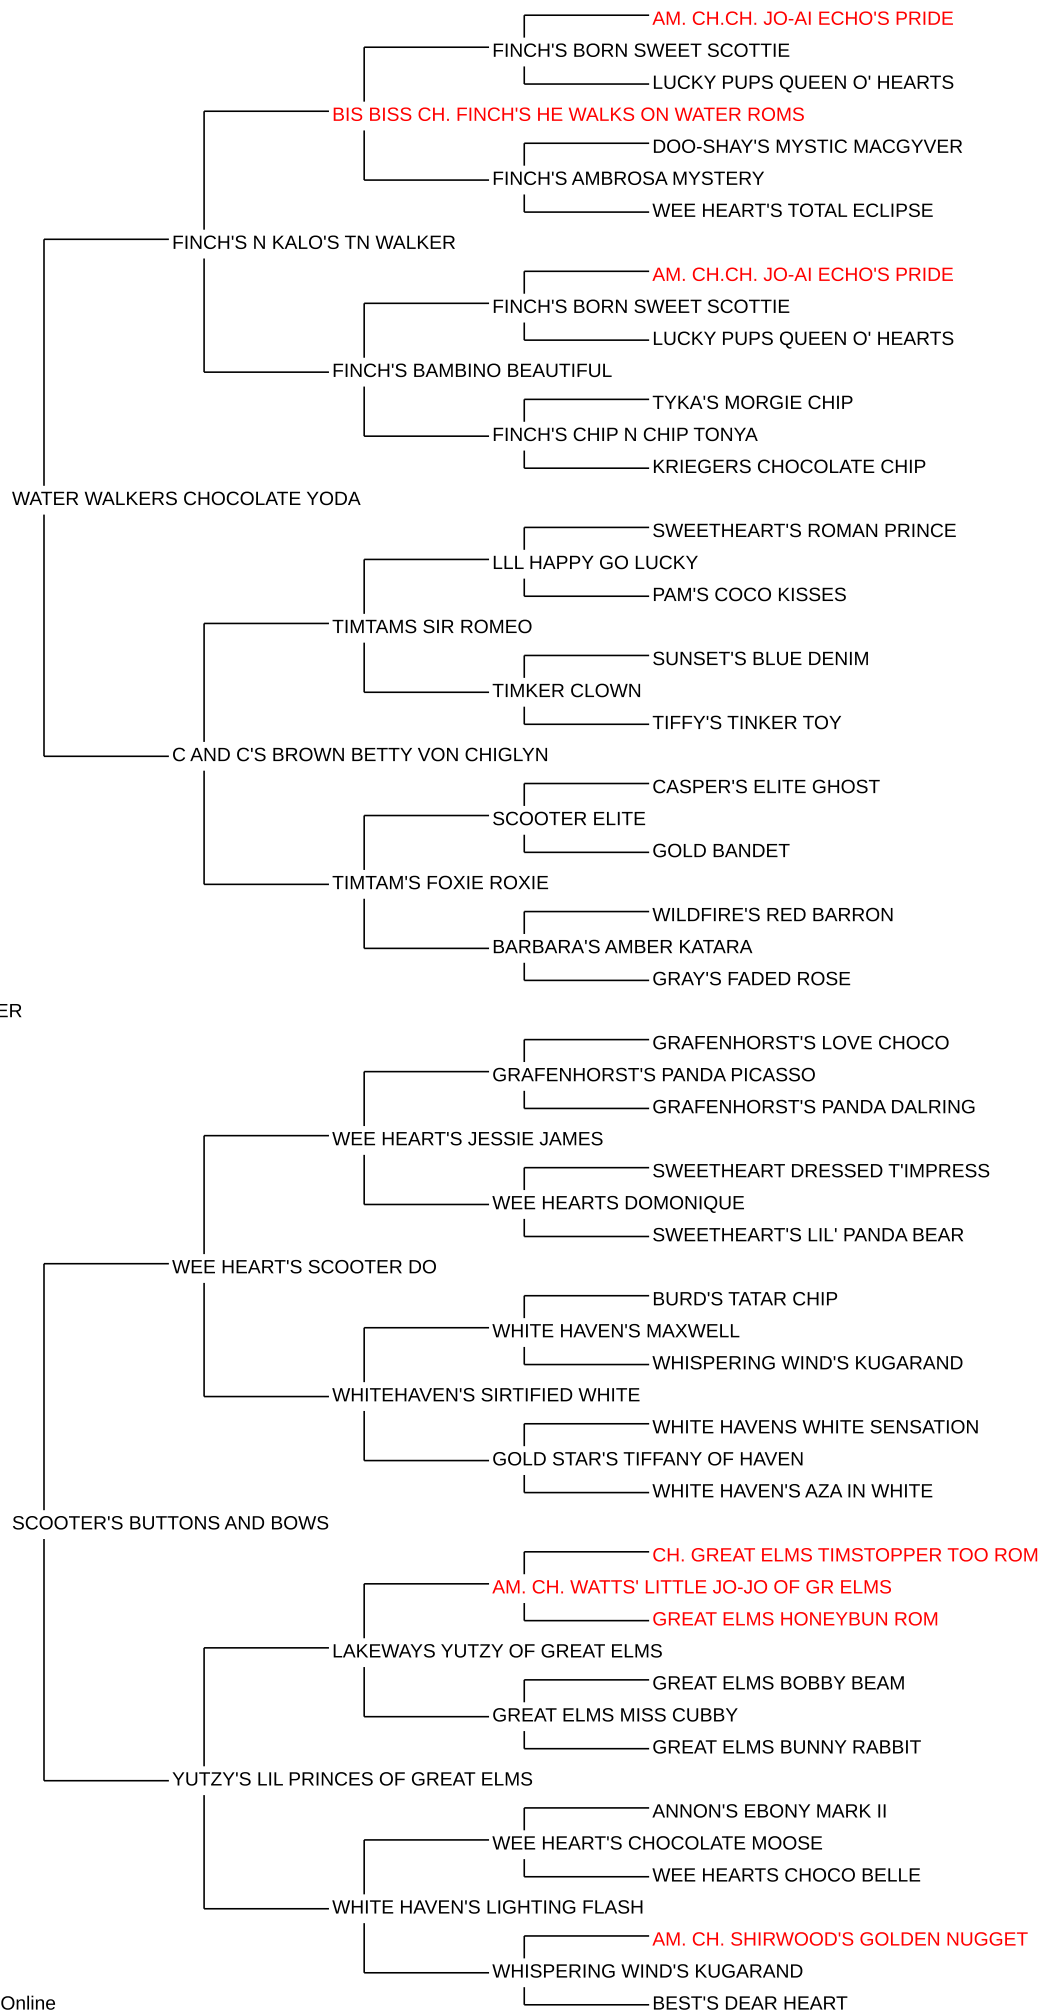 AM. CH.CH. JO-AI ECHO'S PRIDE
FINCH'S BORN SWEET SCOTTIE
LUCKY PUPS QUEEN O' HEARTS
BIS BISS CH. FINCH'S HE WALKS ON WATER ROMS
DOO-SHAY'S MYSTIC MACGYVER
FINCH'S AMBROSA MYSTERY
WEE HEART'S TOTAL ECLIPSE
FINCH'S N KALO'S TN WALKER
AM. CH.CH. JO-AI ECHO'S PRIDE
FINCH'S BORN SWEET SCOTTIE
LUCKY PUPS QUEEN O' HEARTS
FINCH'S BAMBINO BEAUTIFUL
TYKA'S MORGIE CHIP
FINCH'S CHIP N CHIP TONYA
KRIEGERS CHOCOLATE CHIP
WATER WALKERS CHOCOLATE YODA
SWEETHEART'S ROMAN PRINCE
LLL HAPPY GO LUCKY
PAM'S COCO KISSES
TIMTAMS SIR ROMEO
SUNSET'S BLUE DENIM
TIMKER CLOWN
TIFFY'S TINKER TOY
C AND C'S BROWN BETTY VON CHIGLYN
CASPER'S ELITE GHOST
SCOOTER ELITE
GOLD BANDET
TIMTAM'S FOXIE ROXIE
WILDFIRE'S RED BARRON
BARBARA'S AMBER KATARA
GRAY'S FADED ROSE
ER
GRAFENHORST'S LOVE CHOCO
GRAFENHORST'S PANDA PICASSO
GRAFENHORST'S PANDA DALRING
WEE HEART'S JESSIE JAMES
SWEETHEART DRESSED T'IMPRESS
WEE HEARTS DOMONIQUE
SWEETHEART'S LIL' PANDA BEAR
WEE HEART'S SCOOTER DO
BURD'S TATAR CHIP
WHITE HAVEN'S MAXWELL
WHISPERING WIND'S KUGARAND
WHITEHAVEN'S SIRTIFIED WHITE
WHITE HAVENS WHITE SENSATION
GOLD STAR'S TIFFANY OF HAVEN
WHITE HAVEN'S AZA IN WHITE
SCOOTER'S BUTTONS AND BOWS
CH. GREAT ELMS TIMSTOPPER TOO ROM
AM. CH. WATTS' LITTLE JO-JO OF GR ELMS
GREAT ELMS HONEYBUN ROM
LAKEWAYS YUTZY OF GREAT ELMS
GREAT ELMS BOBBY BEAM
GREAT ELMS MISS CUBBY
GREAT ELMS BUNNY RABBIT
YUTZY'S LIL PRINCES OF GREAT ELMS
ANNON'S EBONY MARK II
WEE HEART'S CHOCOLATE MOOSE
WEE HEARTS CHOCO BELLE
WHITE HAVEN'S LIGHTING FLASH
AM. CH. SHIRWOOD'S GOLDEN NUGGET
WHISPERING WIND'S KUGARAND
BEST'S DEAR HEART
Online